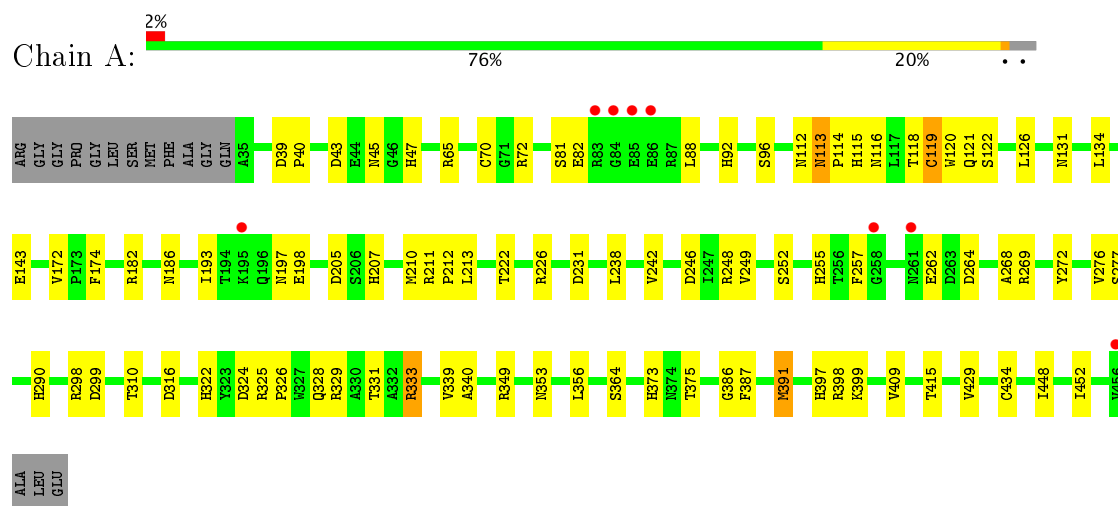 2%
Chain A:
76% 20% • •
ARG GLY GLY PRO GLY LEU SER MET PHE ALA GLY GLN A35 D39 P40 D43 E44 N45 G46 H47 R65 C70 G71 R72 S81 E82 R83 G84 E85 E86 R87 L88 H92 S96 N112 N113 P114 H115 N116 L117 T118 C119 W120 Q121 S122 L126 N131 L134
E143 V172 P173 F174 R182 N186 I193 T194 K195 Q196 N197 E198 D205 S206 H207 M210 R211 P212 L213 T222 R226 D231 L238 V242 D246 I247 R248 V249 S252 H255 T256 F257 G258 N261 E262 D263 D264 A268 R269 Y272 V276 S277
H290 R298 D299 T310 D316 H322 Y323 D324 R325 P326 W327 Q328 R329 A330 T331 A332 R333 V339 A340 R349 N353 L356 S364 H373 N374 T375 G386 F387 M391 H397 R398 K399 V409 T415 V429 C434 I448 I452 V456
ALA LEU GLU